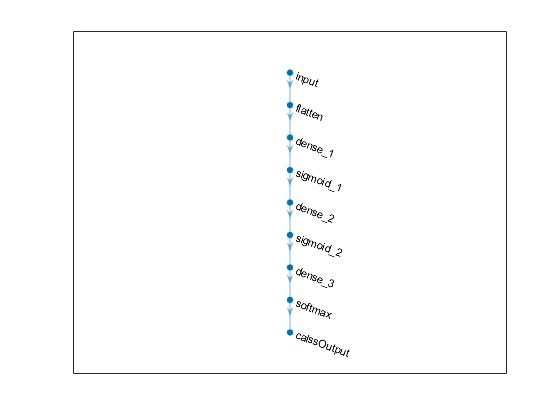 input
flatten
dense_1
sigmoid_1
dense_2
sigmoid_2
dense_3
softmax
calssOutput